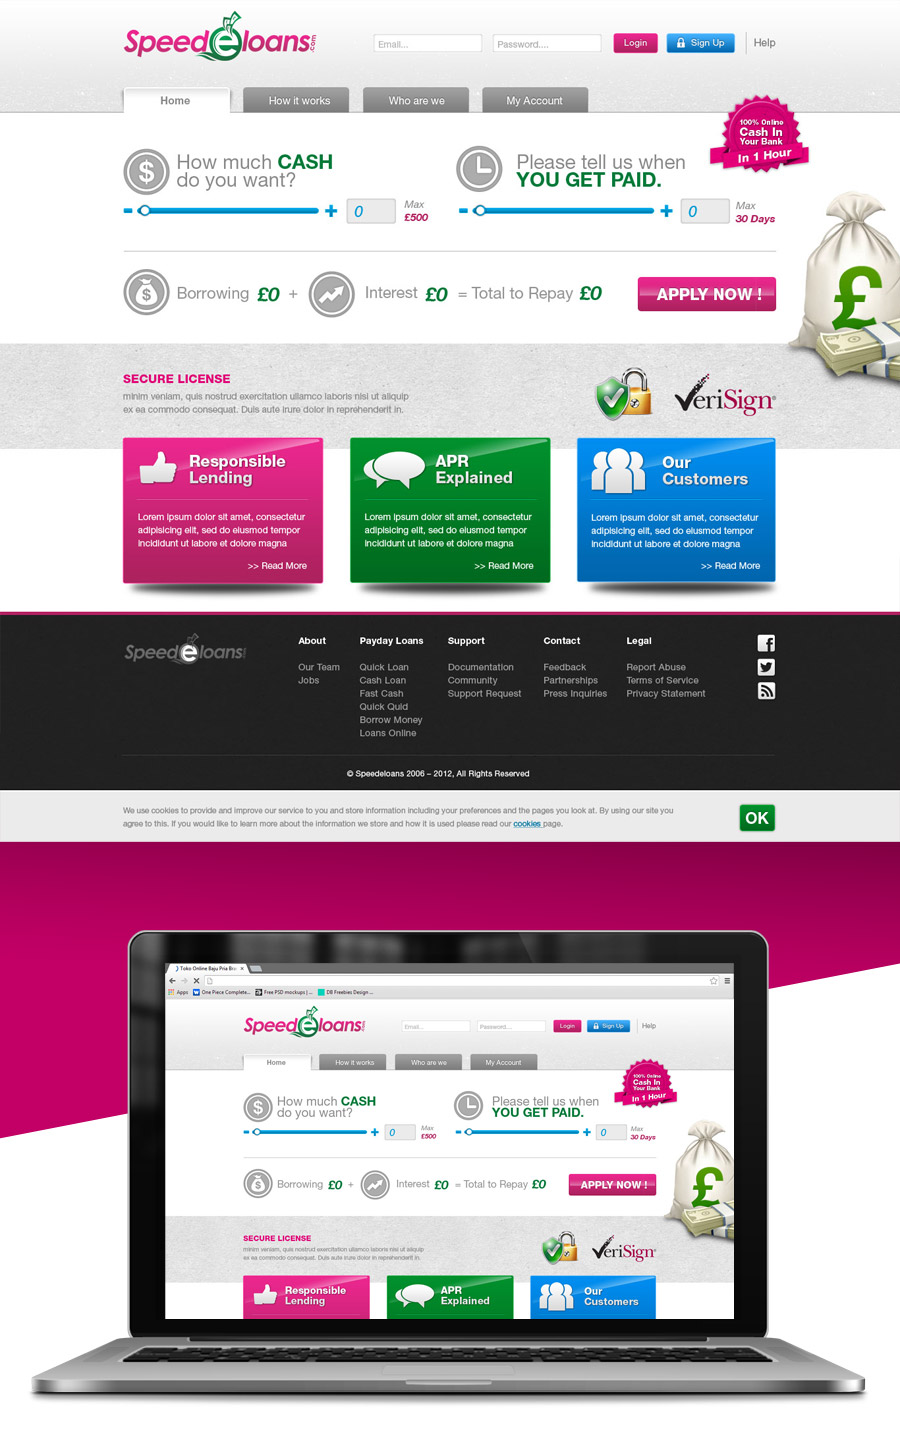 Speedeloans.com
Email...
Password....
Login
Sign Up
Help
Home
How it works
Who are we
My Account
100% Online
Cash In
Your Bank
In 1 Hour
How much CASH
do you want?
Please tell us when
YOU GET PAID.
- + 0 Max
£500
- + 0 Max
30 Days
Borrowing £0 + Interest £0 = Total to Repay £0
APPLY NOW !
£
SECURE LICENSE
minim veniam, quis nostrud exercitation ullamco laboris nisi ut aliquip
ex ea commodo consequat. Duis aute irure dolor in reprehenderit in.
VeriSign®
Responsible
Lending
Lorem ipsum dolor sit amet, consectetur
adipisicing elit, sed do eiusmod tempor
incididunt ut labore et dolore magna
>> Read More
APR
Explained
Lorem ipsum dolor sit amet, consectetur
adipisicing elit, sed do eiusmod tempor
incididunt ut labore et dolore magna
>> Read More
Our
Customers
Lorem ipsum dolor sit amet, consectetur
adipisicing elit, sed do eiusmod tempor
incididunt ut labore et dolore magna
>> Read More
Speedeloans
About
Our Team
Jobs
Payday Loans
Quick Loan
Cash Loan
Fast Cash
Quick Quid
Borrow Money
Loans Online
Support
Documentation
Community
Support Request
Contact
Feedback
Partnerships
Press Inquiries
Legal
Report Abuse
Terms of Service
Privacy Statement
© Speedeloans 2006 – 2012, All Rights Reserved
We use cookies to provide and improve our service to you and store information including your preferences and the pages you look at. By using our site you
agree to this. If you would like to learn more about the information we store and how it is used please read our cookies page.
OK
Toko Online Baju Pria Bra
Apps
One Piece Complete...
Free PSD mockups | ...
DB Freebies Design ...
Speedeloans
Email...
Password....
Login
Sign Up
Help
Home
How it works
Who are we
My Account
100% Online
Cash In
Your Bank
In 1 Hour
How much CASH
do you want?
Please tell us when
YOU GET PAID.
- + 0 Max
£500
- + 0 Max
30 Days
Borrowing £0 + Interest £0 = Total to Repay £0
APPLY NOW !
£
SECURE LICENSE
minim veniam, quis nostrud exercitation ullamco laboris nisi ut aliquip
ex ea commodo consequat. Duis aute irure dolor in reprehenderit in.
VeriSign®
Responsible
Lending
APR
Explained
Our
Customers